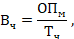 Вч = ОПм / Тч ,